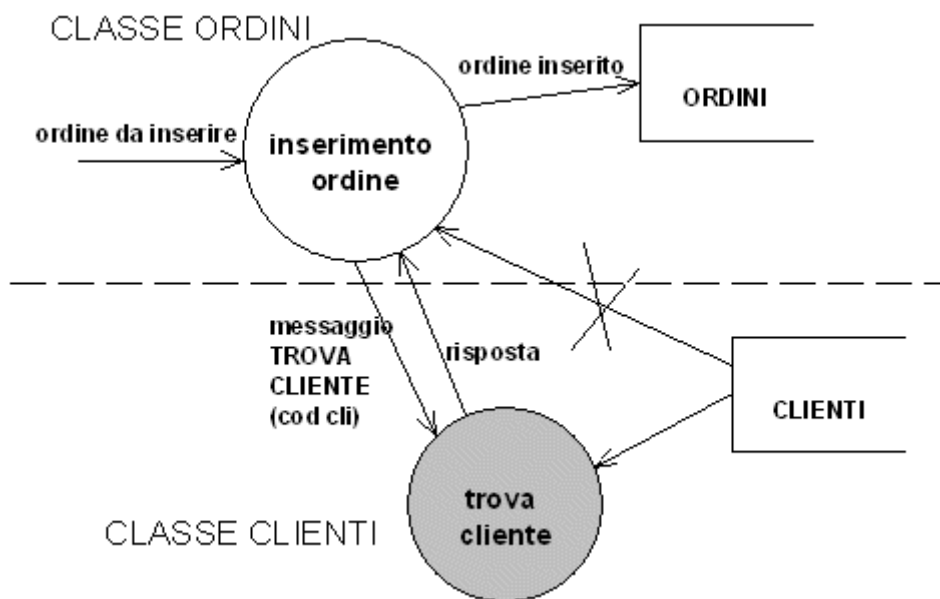 CLASSE ORDINI
ordine inserito
ORDINI
ordine da inserire
inserimento
ordine
messaggio
TROVA
CLIENTE
(cod cli)
risposta
CLIENTI
trova
cliente
CLASSE CLIENTI